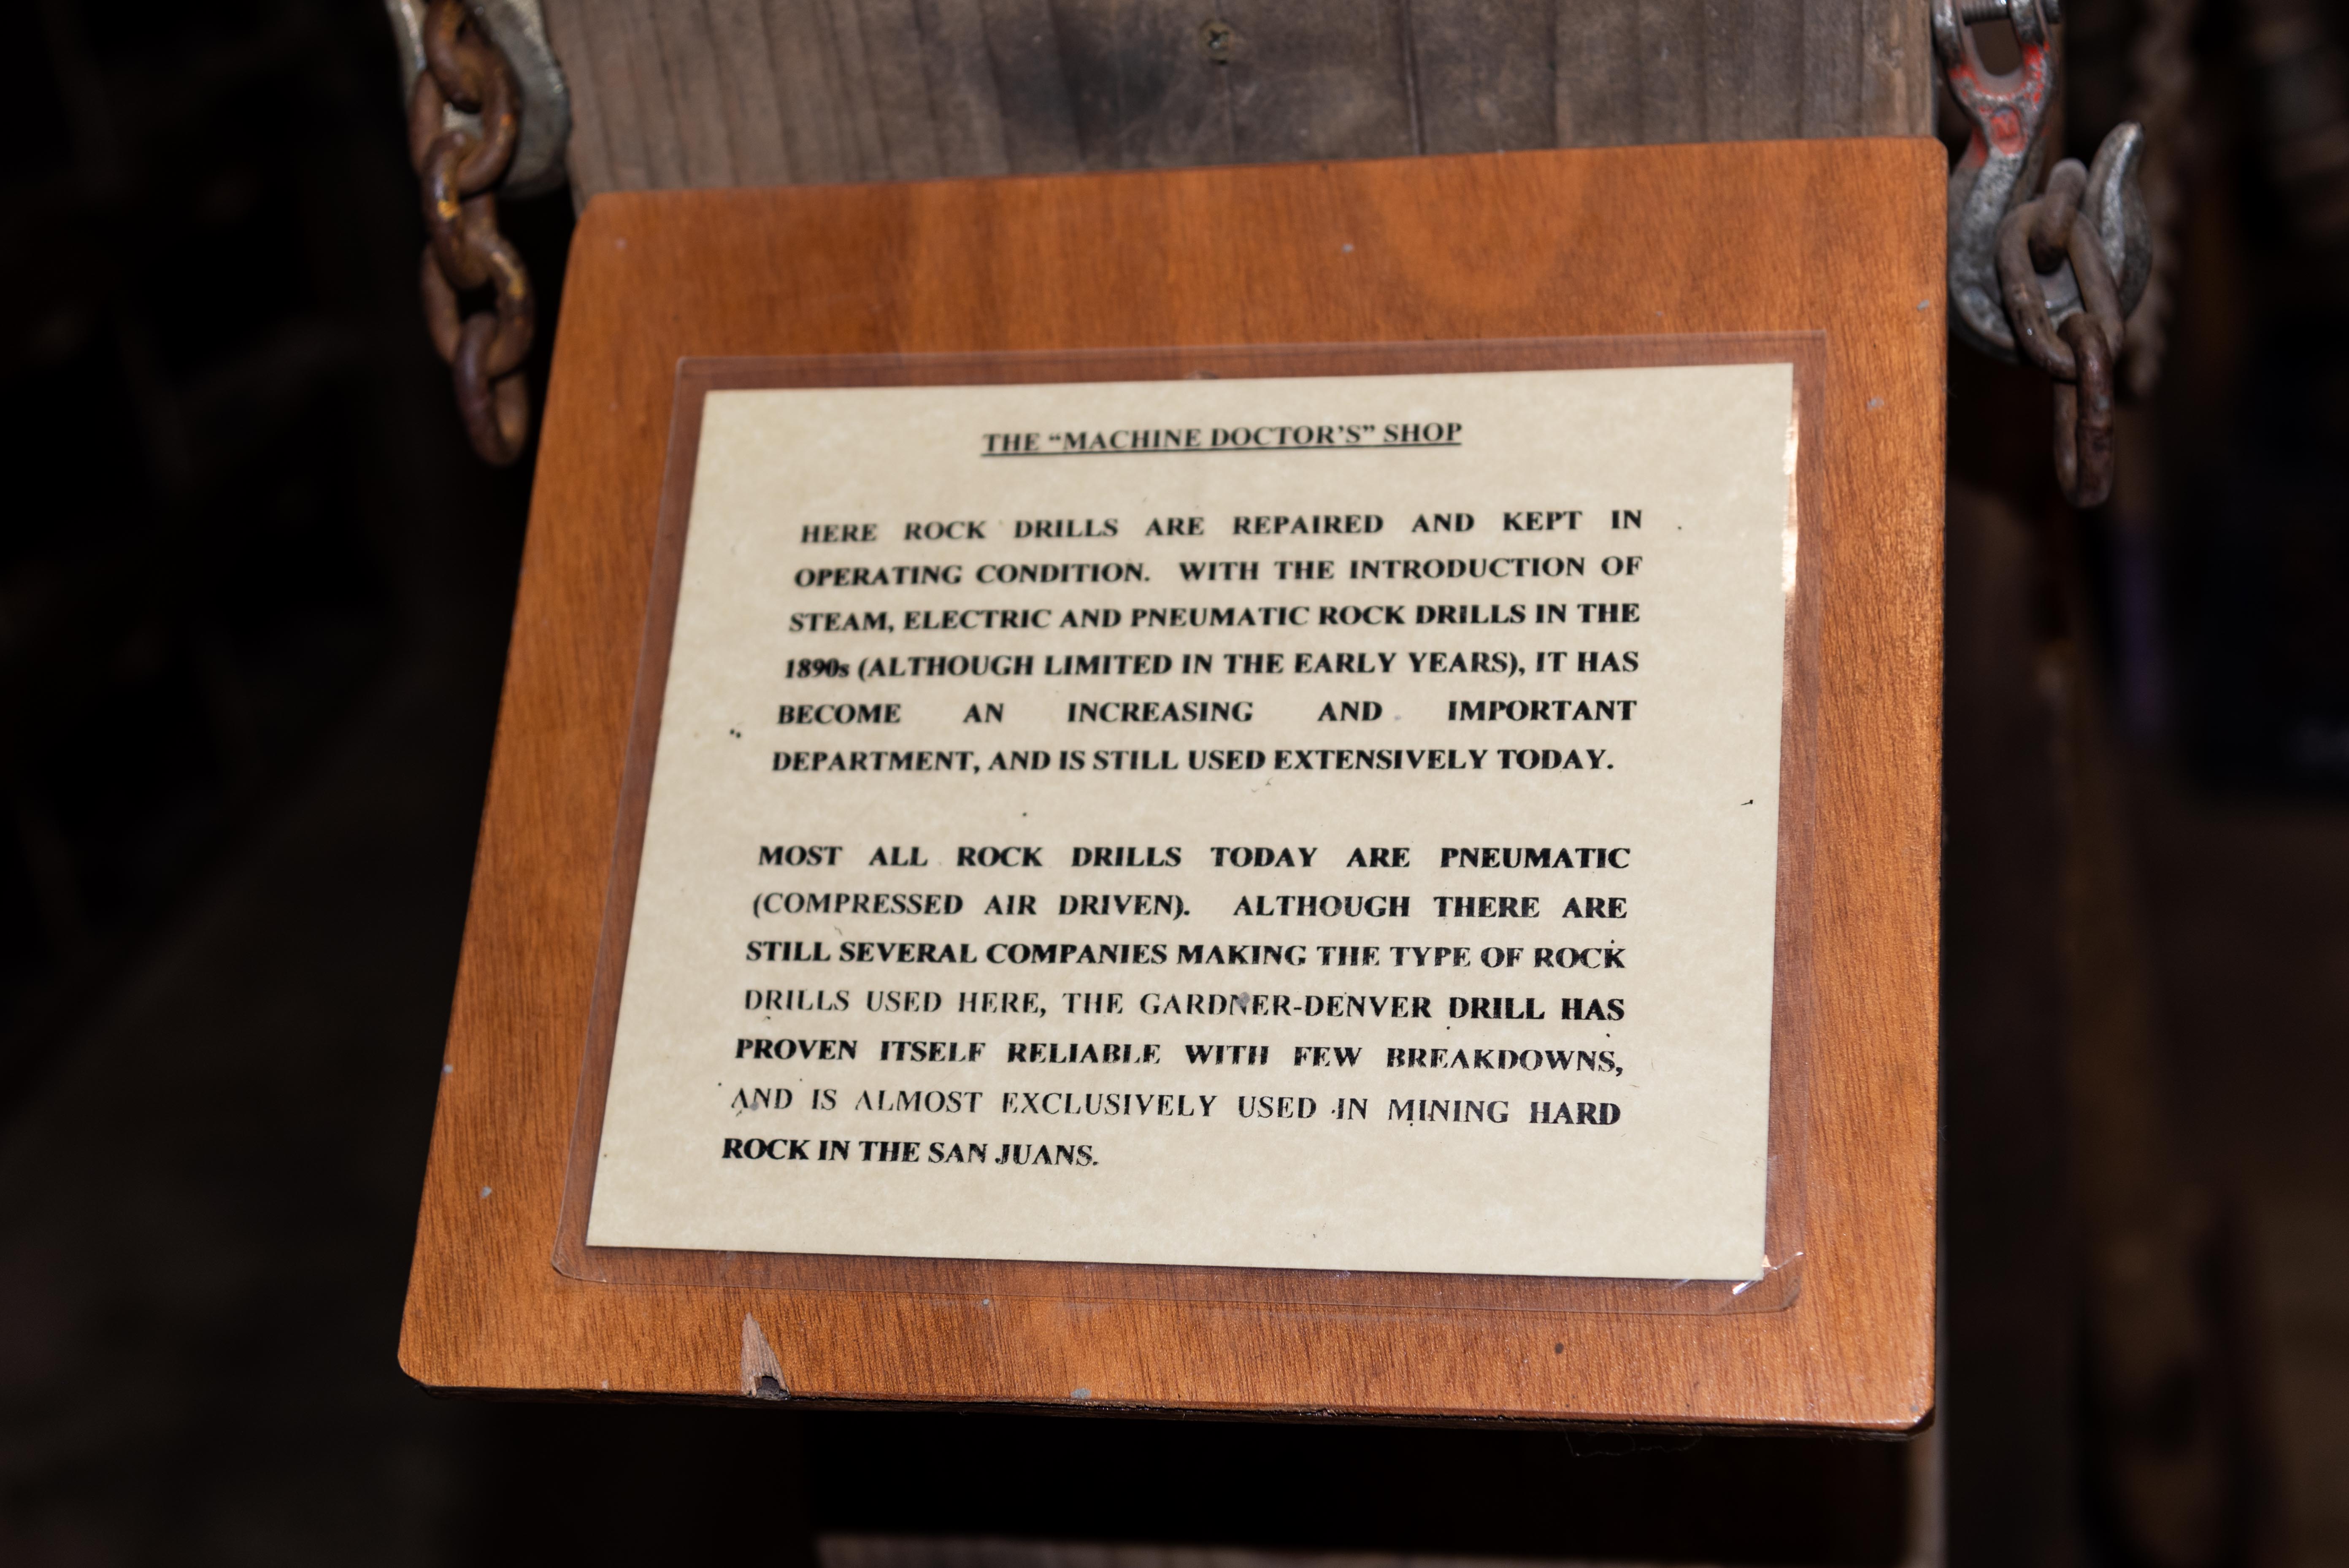 THE “MACHINE DOCTOR’S” SHOP
HERE ROCK DRILLS ARE REPAIRED AND KEPT IN
OPERATING CONDITION. WITH THE INTRODUCTION OF
STEAM, ELECTRIC AND PNEUMATIC ROCK DRILLS IN THE
1890s (ALTHOUGH LIMITED IN THE EARLY YEARS), IT HAS
BECOME AN INCREASING AND IMPORTANT
DEPARTMENT, AND IS STILL USED EXTENSIVELY TODAY.
MOST ALL ROCK DRILLS TODAY ARE PNEUMATIC
(COMPRESSED AIR DRIVEN). ALTHOUGH THERE ARE
STILL SEVERAL COMPANIES MAKING THE TYPE OF ROCK
DRILLS USED HERE, THE GARDNER-DENVER DRILL HAS
PROVEN ITSELF RELIABLE WITH FEW BREAKDOWNS,
AND IS ALMOST EXCLUSIVELY USED IN MINING HARD
ROCK IN THE SAN JUANS.